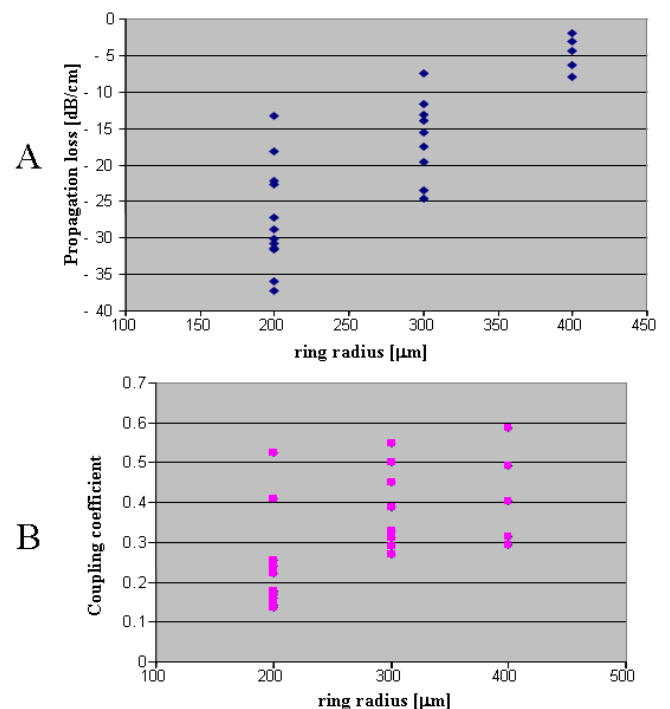 A
Propagation loss [dB/cm]
0
- 5
- 10
- 15
- 20
- 25
- 30
- 35
- 40
100 150 200 250 300 350 400 450
ring radius [μm]
B
Coupling coefficient
0.7
0.6
0.5
0.4
0.3
0.2
0.1
0
100 200 300 400 500
ring radius [μm]